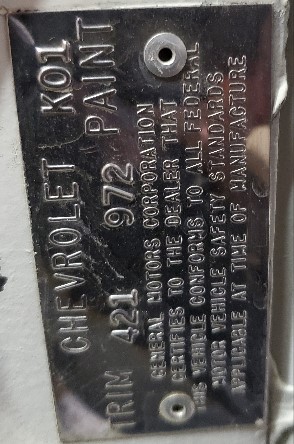 CHEVROLET K01
TRIM 421 972 PAINT
GENERAL MOTORS CORPORATION
CERTIFIES TO THE DEALER THAT
THIS VEHICLE CONFORMS TO ALL FEDERAL
MOTOR VEHICLE SAFETY STANDARDS
APPLICABLE AT TIME OF MANUFACTURE